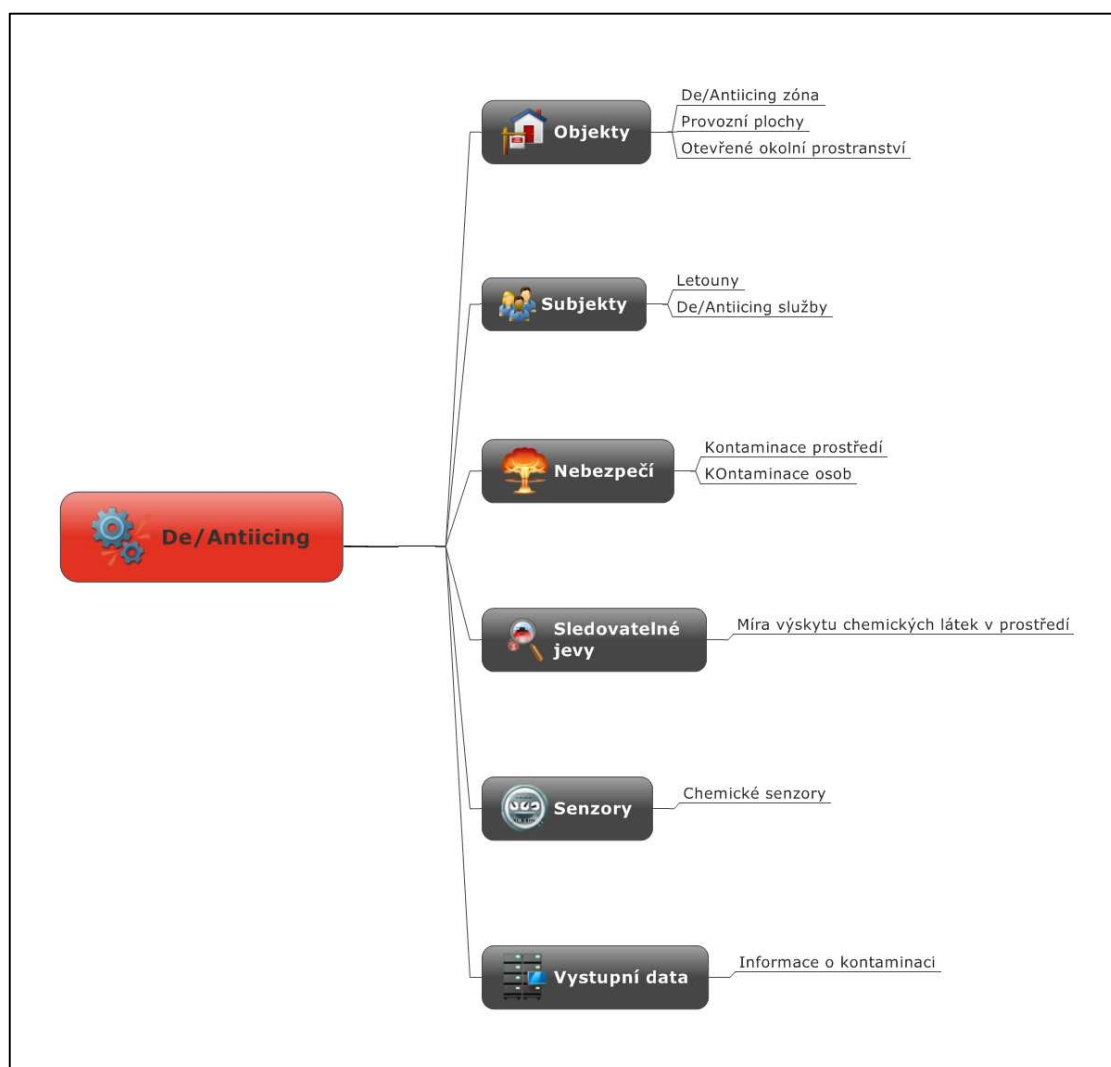 De/Antiicing
Objekty
De/Antiicing zóna
Provozní plochy
Otevřené okolní prostranství
Subjekty
Letouny
De/Antiicing služby
Nebezpečí
Kontaminace prostředí
KOntaminace osob
Sledovatelné
jevy
Míra výskytu chemických látek v prostředí
Senzory
Chemické senzory
Vystupní data
Informace o kontaminaci